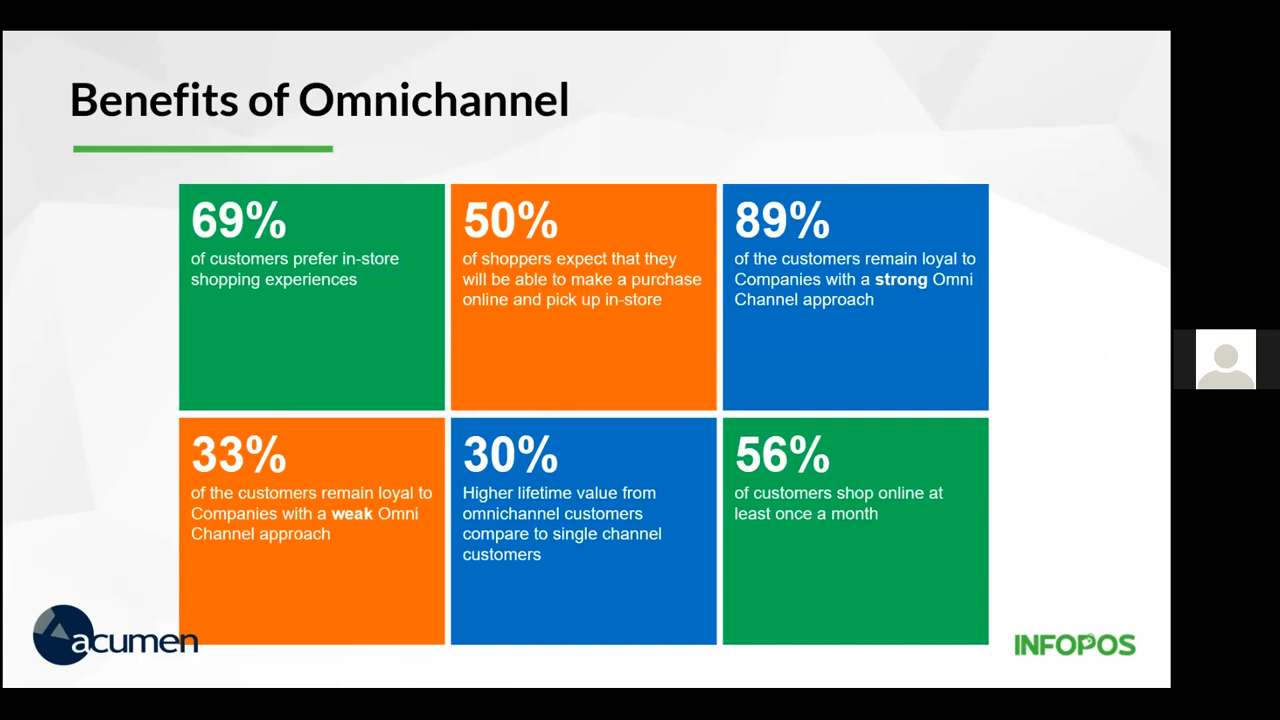 Benefits of Omnichannel
69%
of customers prefer in-store
shopping experiences
50%
of shoppers expect that they
will be able to make a purchase
online and pick up in-store
89%
of the customers remain loyal to
Companies with a strong Omni
Channel approach
33%
of the customers remain loyal to
Companies with a weak Omni
Channel approach
30%
Higher lifetime value from
omnichannel customers
compare to single channel
customers
56%
of customers shop online at
least once a month
acumen
INFOPOS